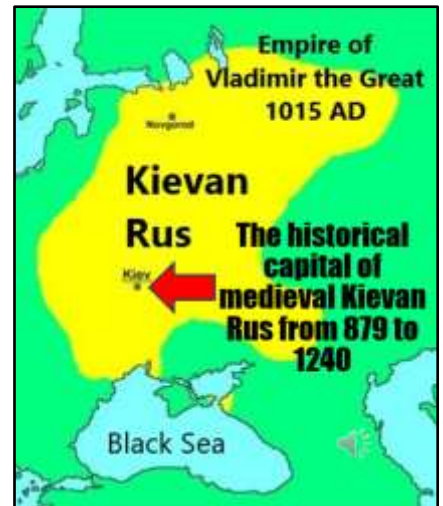 Empire of
Vladimir the Great
1015 AD
Novgorod
Kievan
Rus
The historical
capital of
medieval Kievan
Rus from 879 to
1240
Kiev
Black Sea